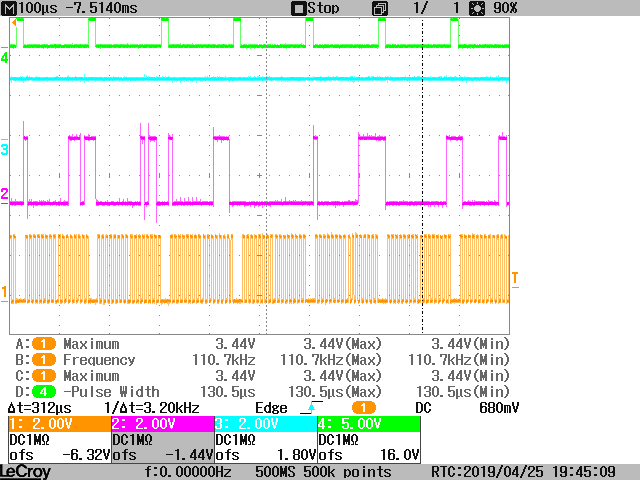 M 100µs -7.5140ms Stop 1/ 1 90%
4
3
2
1
T
A: 1 Maximum 3.44V 3.44V(Max) 3.44V(Min)
B: 1 Frequency 110.7kHz 110.7kHz(Max) 110.7kHz(Min)
C: 1 Maximum 3.44V 3.44V(Max) 3.44V(Min)
D: 4 -Pulse Width 130.5µs 130.5µs(Max) 130.5µs(Min)
Δt=312µs 1/Δt=3.20kHz Edge 1 DC 680mV
1: 2.00V 2: 2.00V 3: 2.00V 4: 5.00V
DC1MΩ DC1MΩ DC1MΩ DC1MΩ
ofs -6.32V ofs -1.44V ofs 1.80V ofs 16.0V
LeCroy f:0.00000Hz 500MS 500k points RTC:2019/04/25 19:45:09